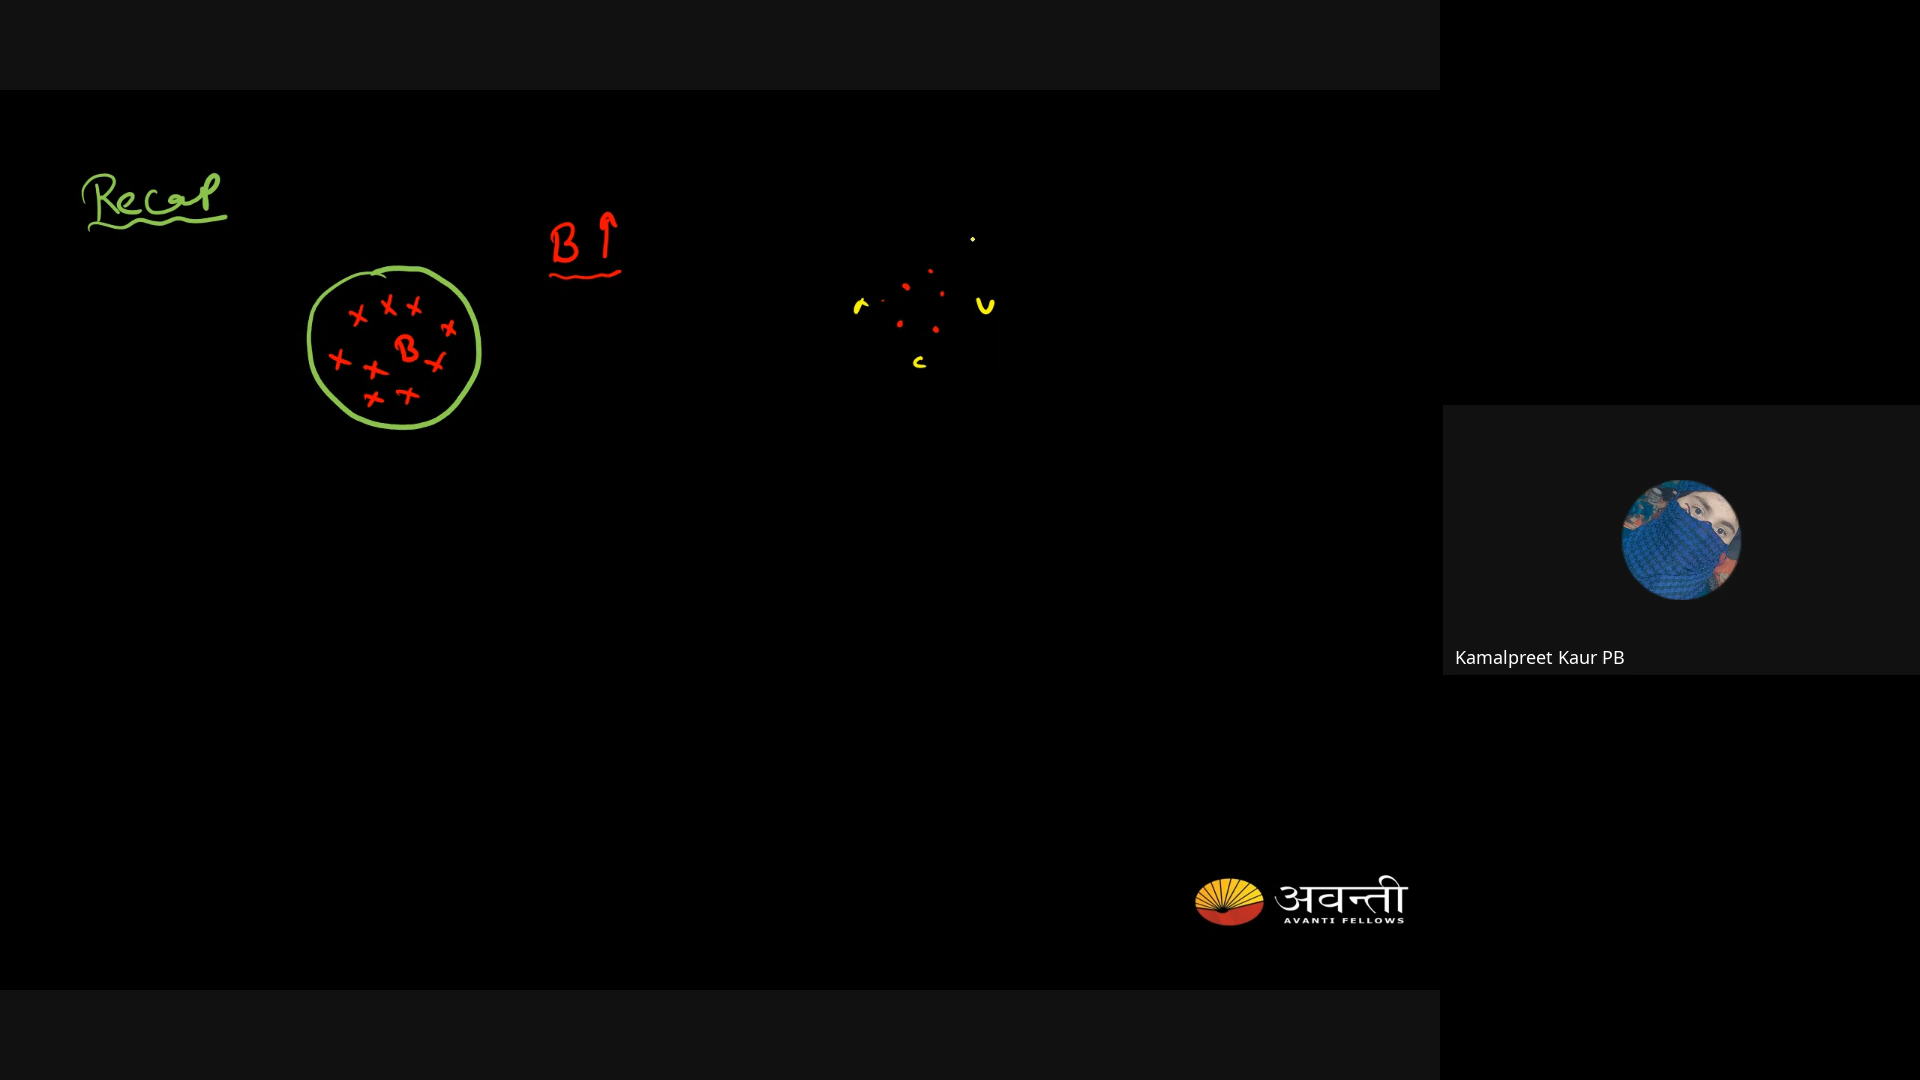 Recap
B ↑
x x x
x
B
x x x
x x
Kamalpreet Kaur PB
अवन्ती
AVANTI FELLOWS